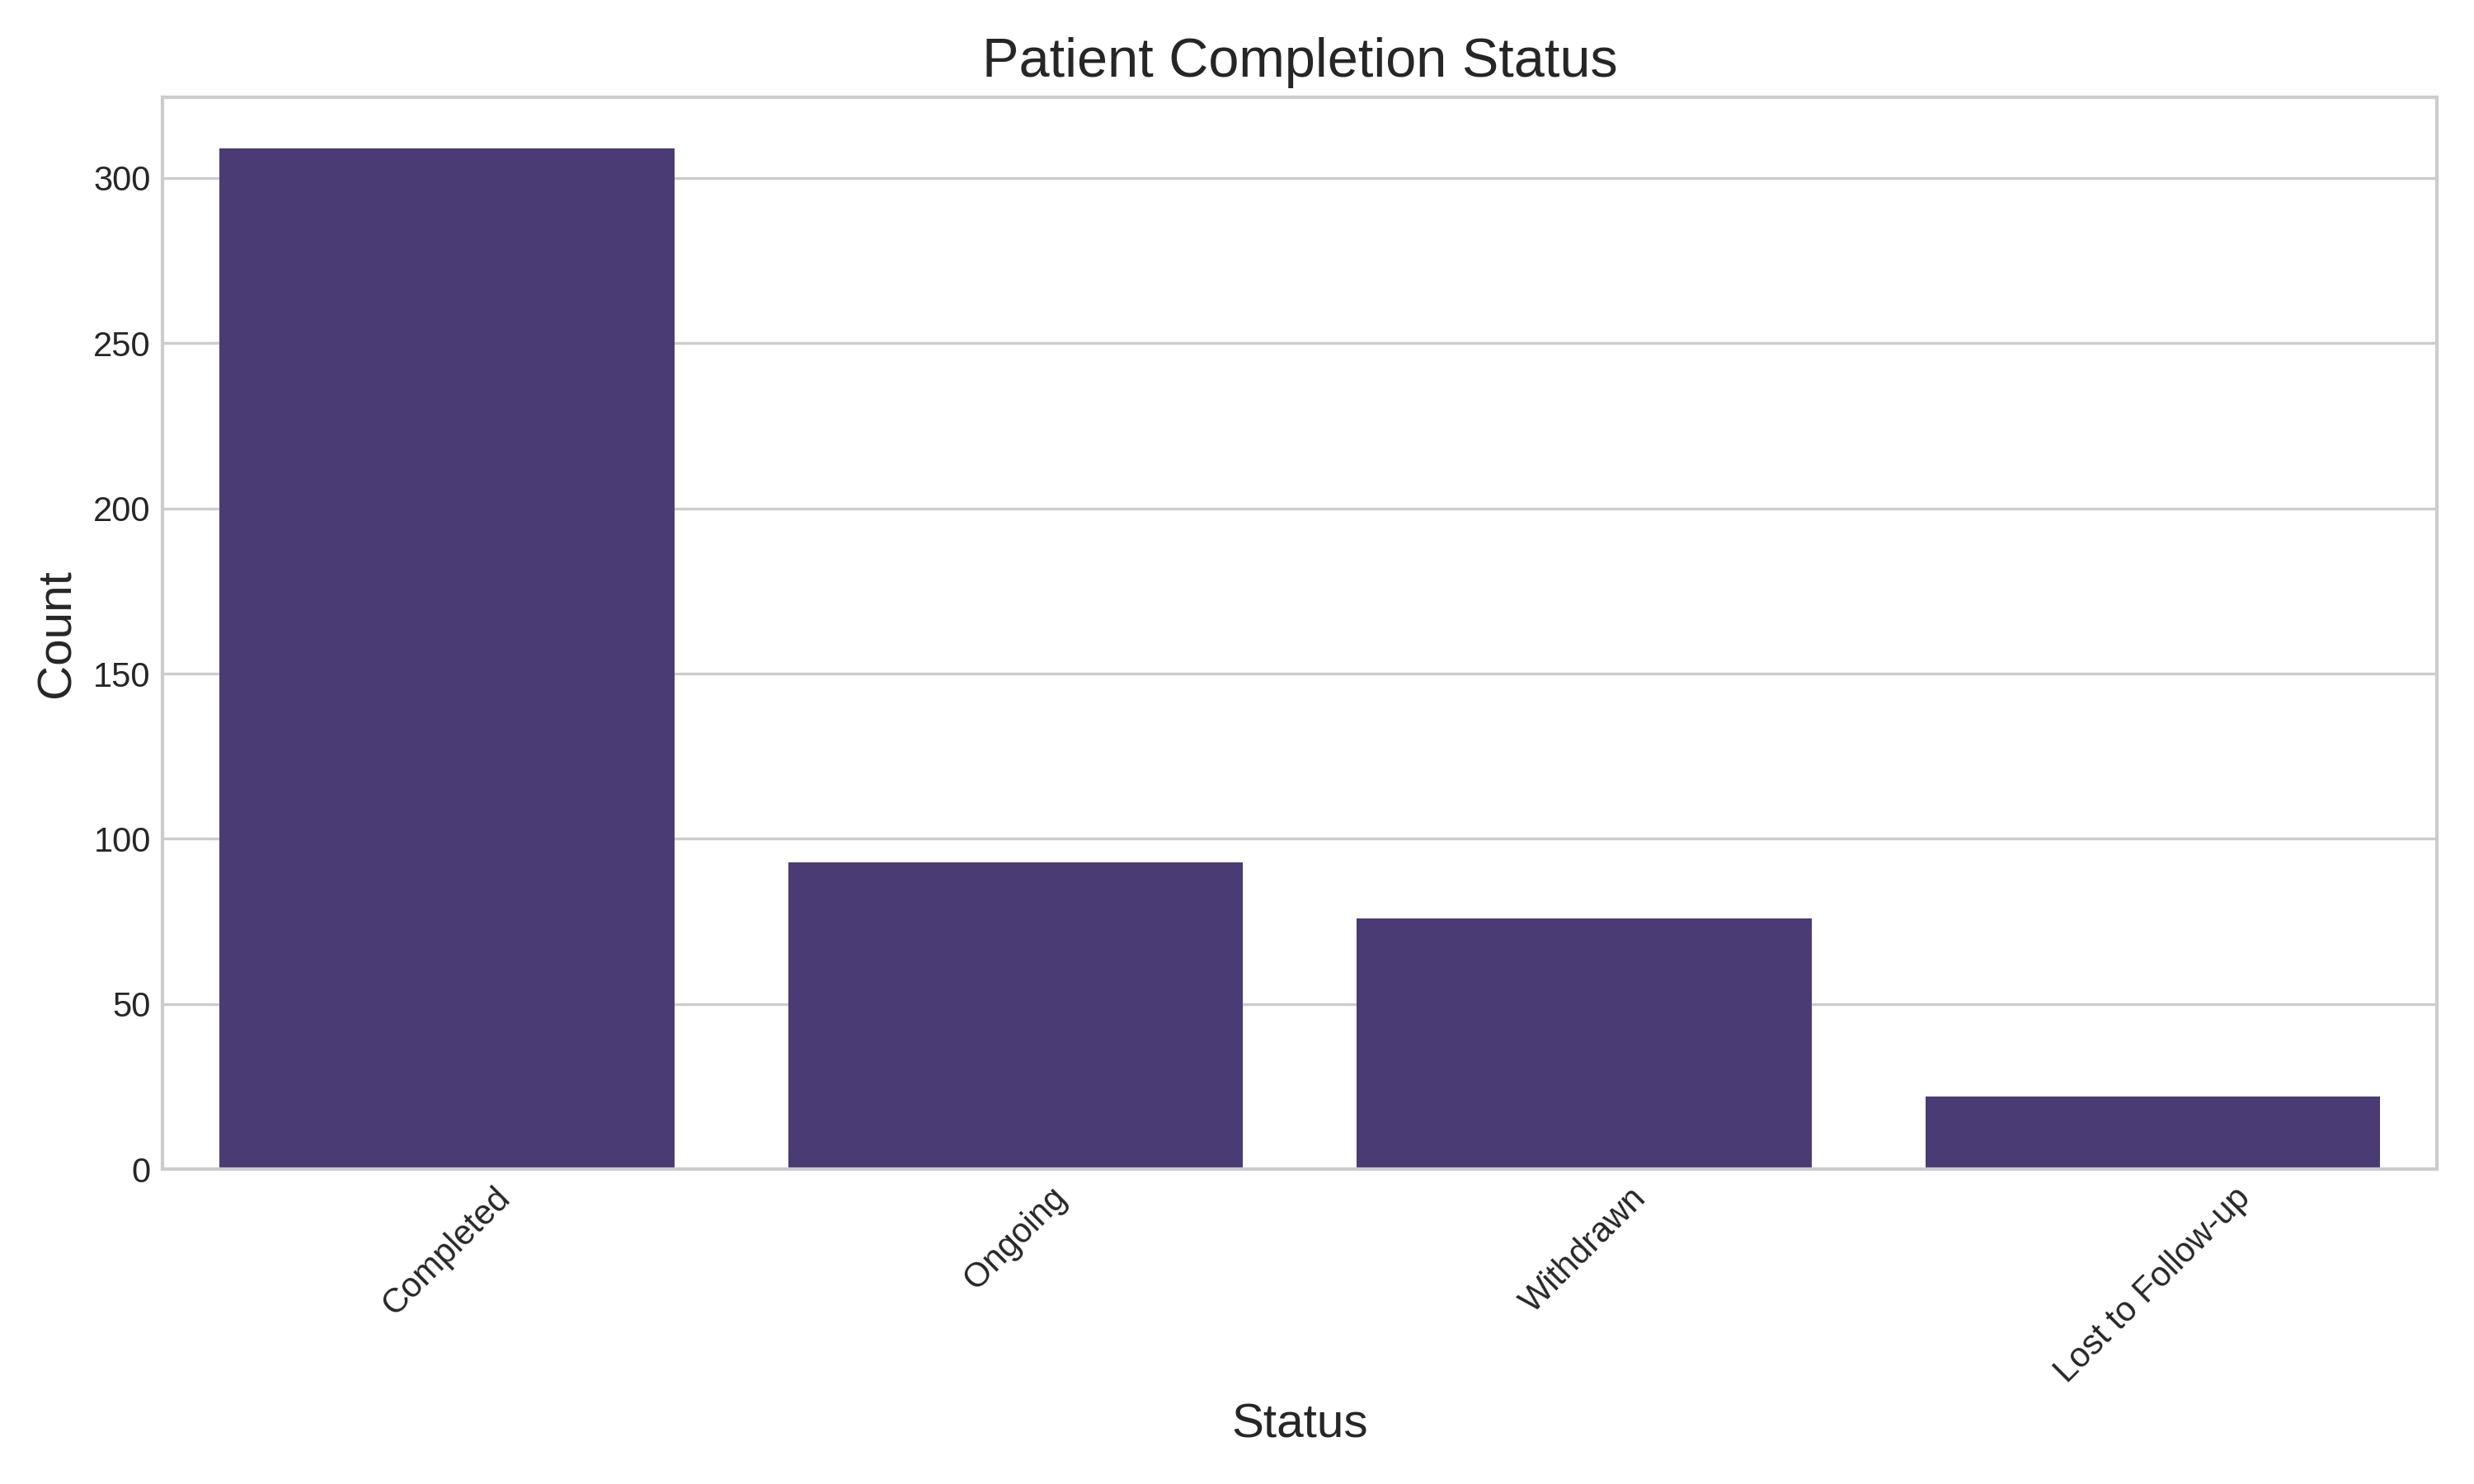 Patient Completion Status
Count
300
250
200
150
100
50
0
Completed
Ongoing
Withdrawn
Lost to Follow-up
Status